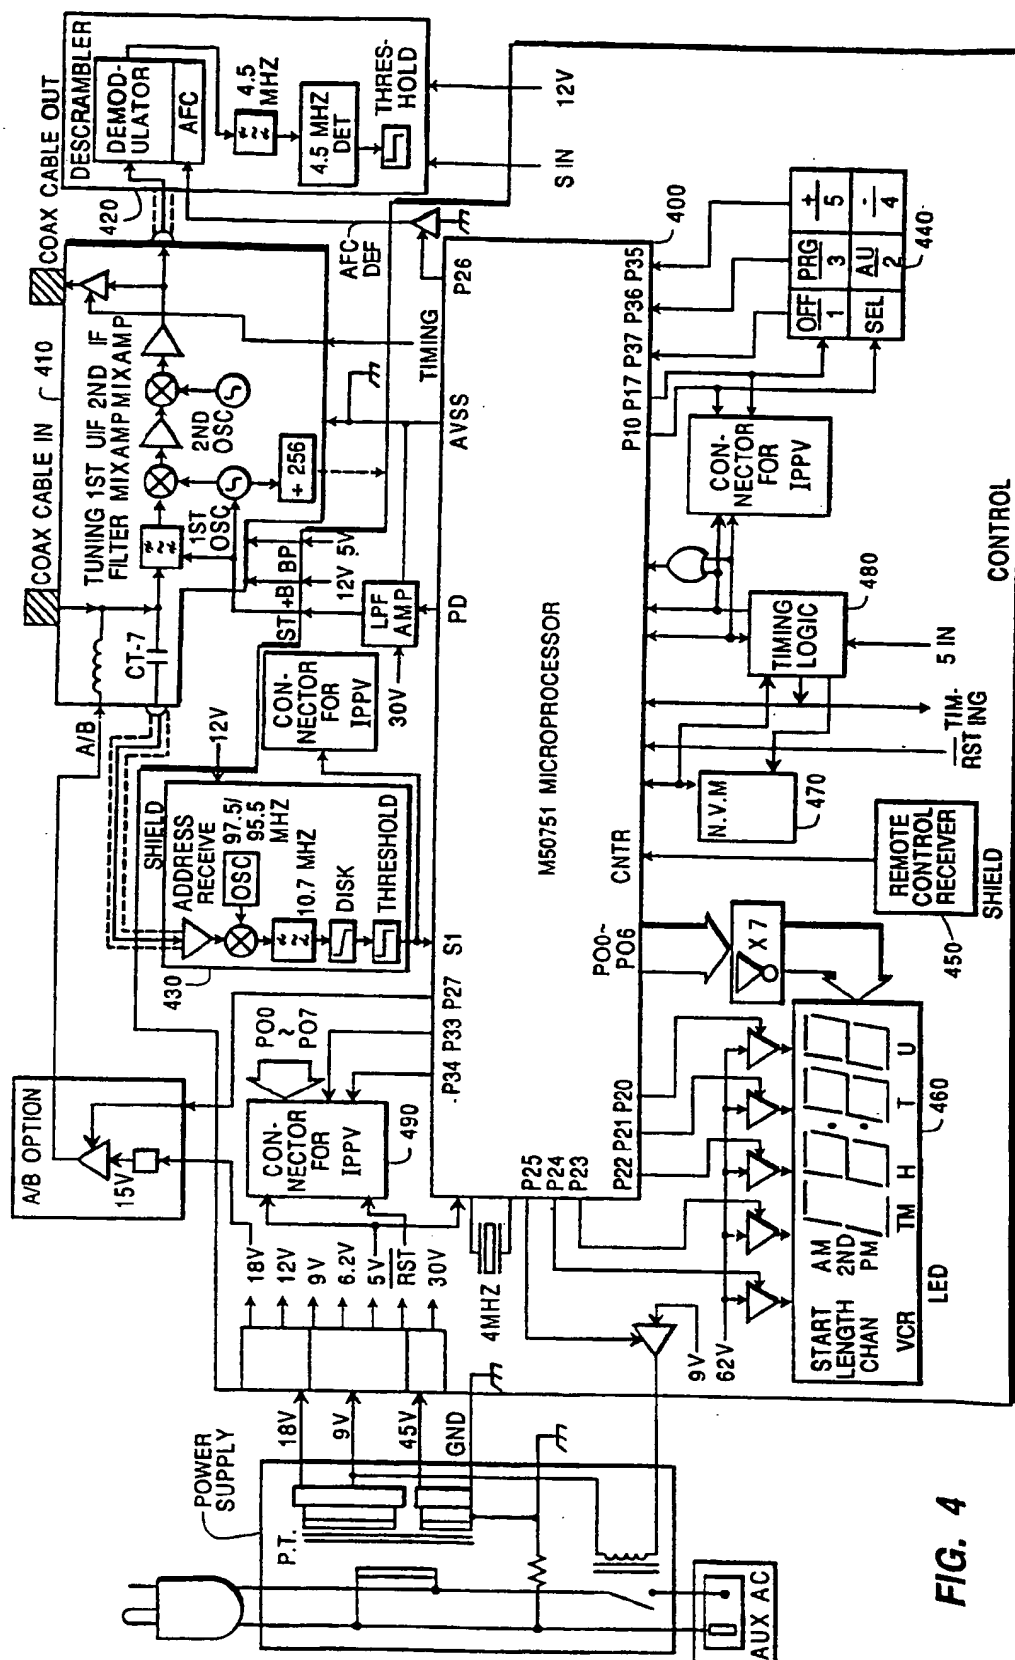 COAX CABLE IN
410
COAX CABLE OUT
DESCRAMBLER
DEMOD-
ULATOR
AFC
4.5
MHZ
4.5 MHZ
DET
THRES-
HOLD
420
S IN
12V
AFC
DEF
TUNING 1ST UIF 2ND IF
FILTER MIXAMP MIXAMP
1ST
OSC
2ND
OSC
÷ 256
CT-7
A/B
ST +B BP
12V 5V
LPF
AMP
30V
PD
AVSS
TIMING
P26
400
A/B OPTION
15V
SHIELD
ADDRESS
RECEIVE
97.5/
95.5
MHZ
OSC
10.7 MHZ
DISK
THRESHOLD
12V
430
CON-
NECTOR
FOR
IPPV
PO0
~
PO7
CON-
NECTOR
FOR
IPPV
490
P34 P33 P27
S1
M50751 MICROPROCESSOR
POWER
SUPPLY
P.T.
18V
9V
45V
GND
18V
12V
9V
6.2V
5V
RST
30V
4MHZ
AUX AC
P25
P24
P23
P22 P21 P20
PO0~
PO6
CNTR
P10 P17 P37 P36 P35
9V
62V
X 7
START
LENGTH
CHAN
VCR
AM
2ND
PM
TM H T U
LED
460
REMOTE
CONTROL
RECEIVER
450
SHIELD
N.V.M
470
RST
TIM-
ING
TIMING
LOGIC
480
5 IN
CON-
NECTOR
FOR
IPPV
OFF
1
PRG
3
+
5
SEL
AU
2
-
4
440
CONTROL
FIG. 4